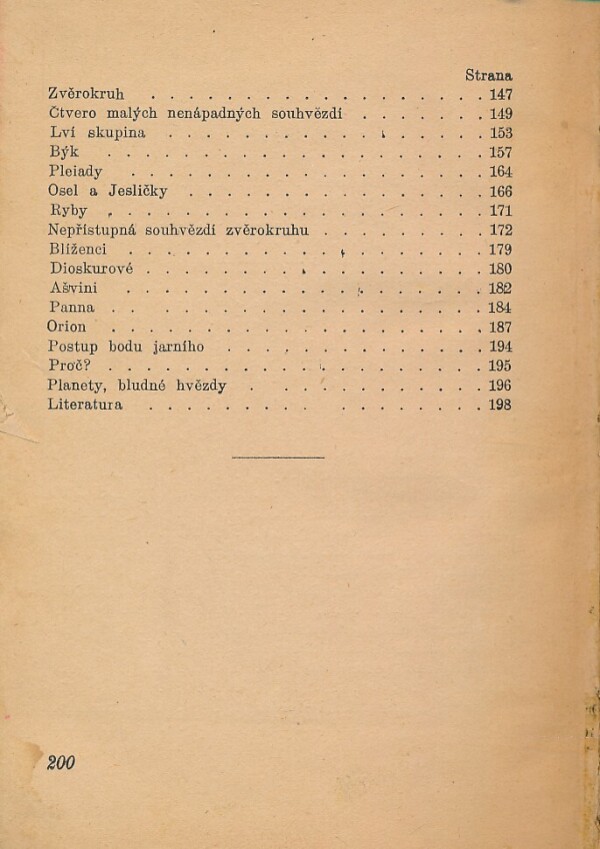 Strana
Zvěrokruh . . . . . . . . . . . . . . . . . . 147
Čtvero malých nenápadných souhvězdí . . . . . . . 149
Lví skupina . . . . . . . . . . . . . . . . . 153
Býk . . . . . . . . . . . . . . . . . . . . 157
Pleiady . . . . . . . . . . . . . . . . . . . 164
Osel a Jesličky . . . . . . . . . . . . . . . . 166
Ryby . . . . . . . . . . . . . . . . . . . . 171
Nepřístupná souhvězdí zvěrokruhu . . . . . . . . . 172
Blíženci . . . . . . . . . . . . . . . . . . . 179
Dioskurové . . . . . . . . . . . . . . . . . . 180
Ašvini . . . . . . . . . . . . . . . . . . . 182
Panna . . . . . . . . . . . . . . . . . . . 184
Orion . . . . . . . . . . . . . . . . . . . . 187
Postup bodu jarního . . . . . . . . . . . . . . 194
Proč? . . . . . . . . . . . . . . . . . . . . 195
Planety, bludné hvězdy . . . . . . . . . . . . 196
Literatura . . . . . . . . . . . . . . . . . 198
200